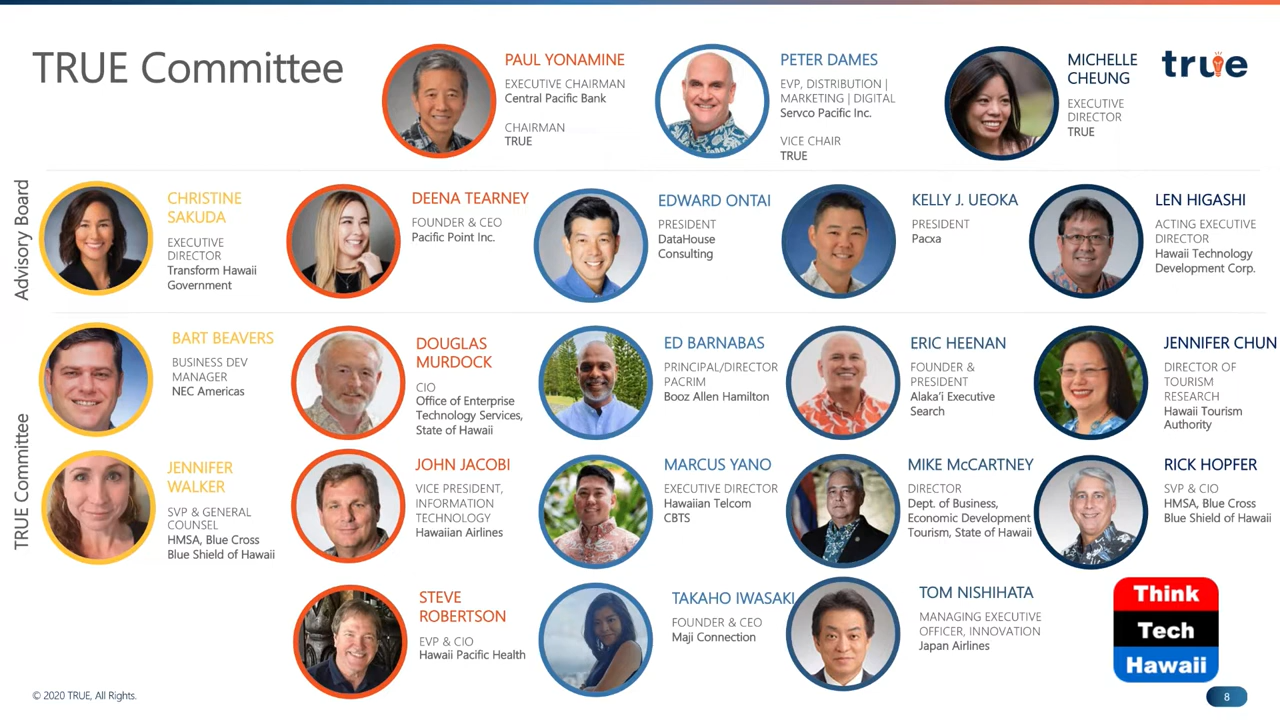 TRUE Committee
PAUL YONAMINE
EXECUTIVE CHAIRMAN
Central Pacific Bank
CHAIRMAN
TRUE
PETER DAMES
EVP, DISTRIBUTION |
MARKETING | DIGITAL
Servco Pacific Inc.
VICE CHAIR
TRUE
MICHELLE
CHEUNG
EXECUTIVE
DIRECTOR
TRUE
true
Advisory Board
CHRISTINE
SAKUDA
EXECUTIVE
DIRECTOR
Transform Hawaii
Government
DEENA TEARNEY
FOUNDER & CEO
Pacific Point Inc.
EDWARD ONTAI
PRESIDENT
DataHouse
Consulting
KELLY J. UEOKA
PRESIDENT
Pacxa
LEN HIGASHI
ACTING EXECUTIVE
DIRECTOR
Hawaii Technology
Development Corp.
TRUE Committee
BART BEAVERS
BUSINESS DEV
MANAGER
NEC Americas
DOUGLAS
MURDOCK
CIO
Office of Enterprise
Technology Services,
State of Hawaii
ED BARNABAS
PRINCIPAL/DIRECTOR
PACRIM
Booz Allen Hamilton
ERIC HEENAN
FOUNDER &
PRESIDENT
Alaka'i Executive
Search
JENNIFER CHUN
DIRECTOR OF
TOURISM
RESEARCH
Hawaii Tourism
Authority
JENNIFER
WALKER
SVP & GENERAL
COUNSEL
HMSA, Blue Cross
Blue Shield of Hawaii
JOHN JACOBI
VICE PRESIDENT,
INFORMATION
TECHNOLOGY
Hawaiian Airlines
MARCUS YANO
EXECUTIVE DIRECTOR
Hawaiian Telcom
CBTS
MIKE McCARTNEY
DIRECTOR
Dept. of Business,
Economic Development
Tourism, State of Hawaii
RICK HOPFER
SVP & CIO
HMSA, Blue Cross
Blue Shield of Hawaii
STEVE
ROBERTSON
EVP & CIO
Hawaii Pacific Health
TAKAHO IWASAKI
FOUNDER & CEO
Maji Connection
TOM NISHIHATA
MANAGING EXECUTIVE
OFFICER, INNOVATION
Japan Airlines
Think
Tech
Hawaii
© 2020 TRUE, All Rights.
8